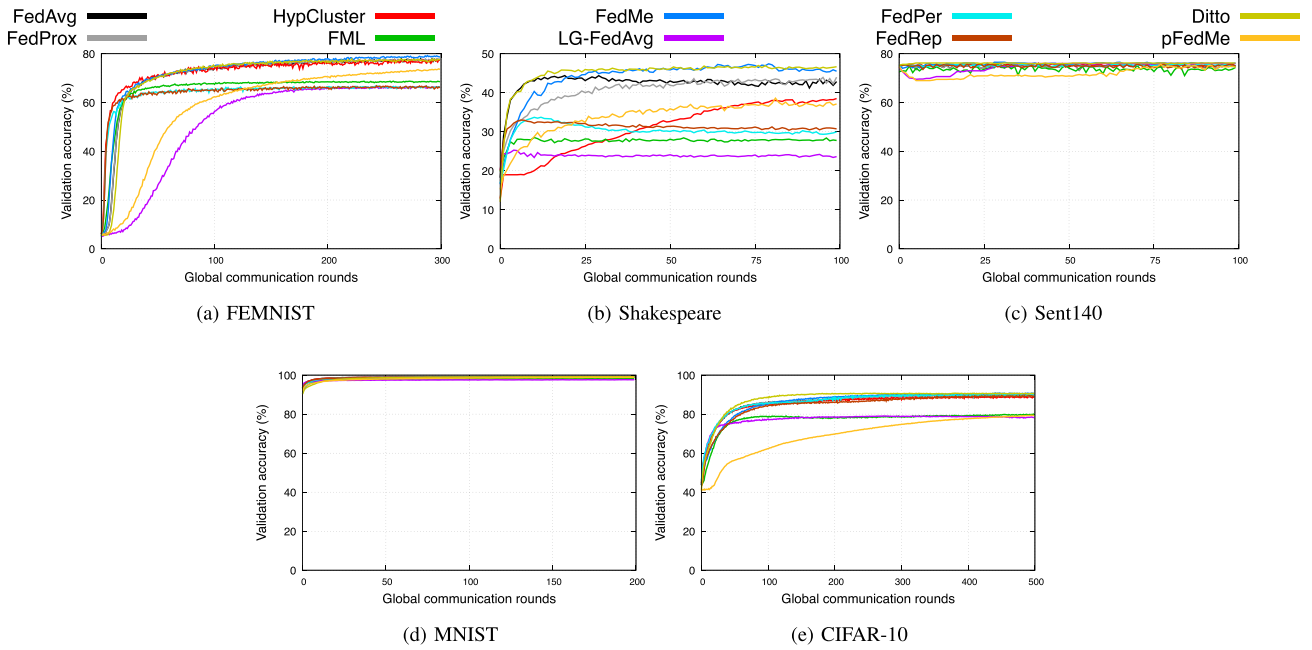 FedAvg HypCluster FedMe FedPer Ditto
FedProx FML LG-FedAvg FedRep pFedMe
80
60
40
20
0
Validation accuracy (%)
0 100 200 300
Global communication rounds
(a) FEMNIST
50
40
30
20
10
0
Validation accuracy (%)
0 25 50 75 100
Global communication rounds
(b) Shakespeare
80
60
40
20
0
Validation accuracy (%)
0 25 50 75 100
Global communication rounds
(c) Sent140
100
80
60
40
20
0
Validation accuracy (%)
0 50 100 150 200
Global communication rounds
(d) MNIST
100
80
60
40
20
0
Validation accuracy (%)
0 100 200 300 400 500
Global communication rounds
(e) CIFAR-10